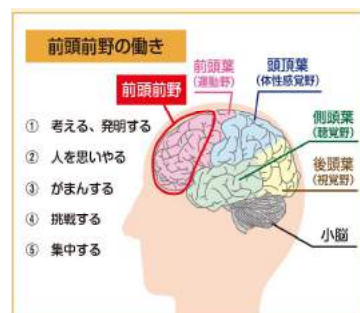 前頭前野の働き
前頭前野
前頭葉
(運動野)
頭頂葉
(体性感覚野)
側頭葉
(聴覚野)
後頭葉
(視覚野)
小脳
① 考える、発明する
② 人を思いやる
③ がまんする
④ 挑戦する
⑤ 集中する